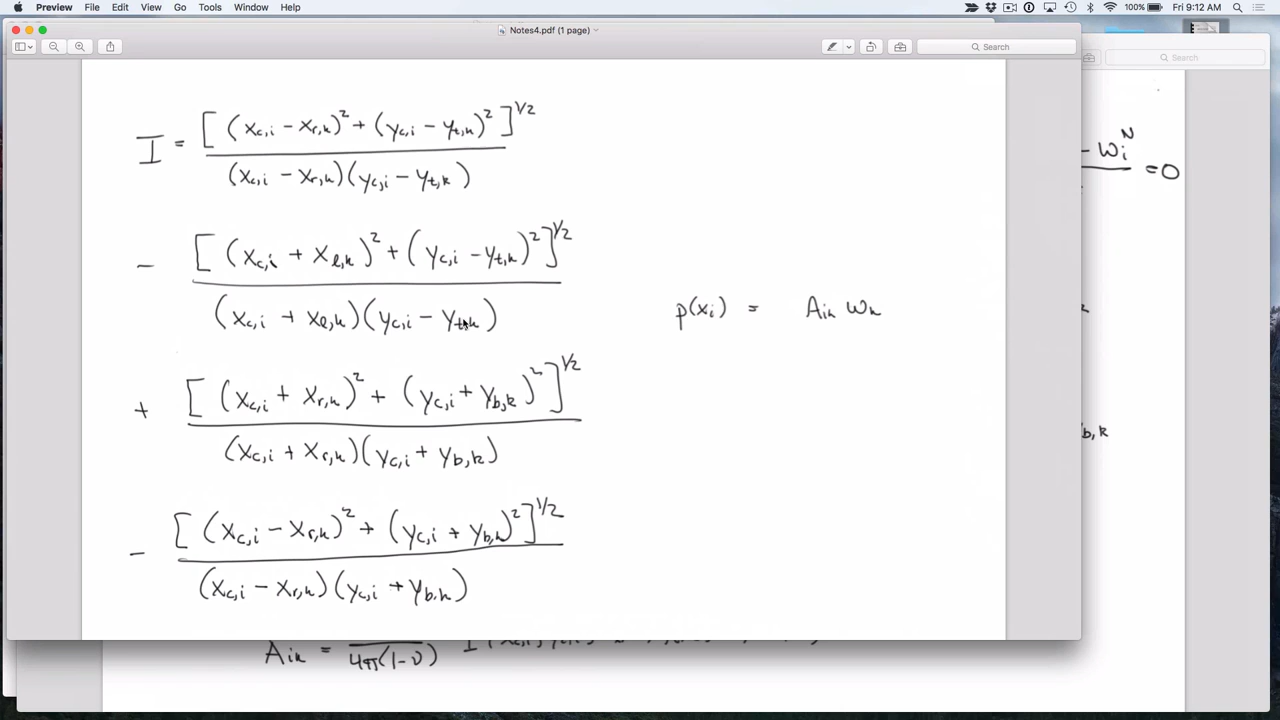 Preview File Edit View Go Tools Window Help 100% Fri 9:12 AM
Notes4.pdf (1 page)
Search
Search
I = [(x_{c,i} - x_{r,k})^2 + (y_{c,i} - y_{t,k})^2]^{1/2} / (x_{c,i} - x_{r,k})(y_{c,i} - y_{t,k})
- w_i^N
= 0
- [(x_{c,i} + x_{l,k})^2 + (y_{c,i} - y_{t,k})^2]^{1/2} / (x_{c,i} + x_{l,k})(y_{c,i} - y_{t,k})
p(x_i) = A_{ik} w_k
+ [(x_{c,i} + x_{r,k})^2 + (y_{c,i} + y_{b,k})^2]^{1/2} / (x_{c,i} + x_{r,k})(y_{c,i} + y_{b,k})
b,k
- [(x_{c,i} - x_{r,k})^2 + (y_{c,i} + y_{b,k})^2]^{1/2} / (x_{c,i} - x_{r,k})(y_{c,i} + y_{b,k})
A_{ik} = / 4π(1-ν)